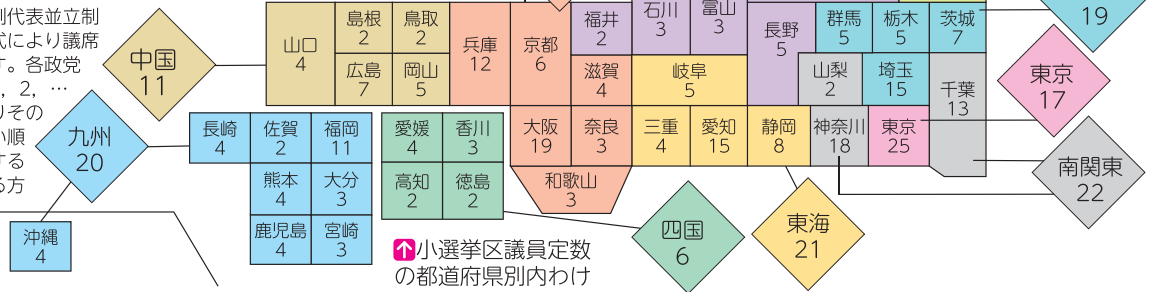 別代表並立制
式により議席
す。各政党
，2，…
りその
い順
する
る方
中国
11
九州
20
沖縄
4
山口
4
島根
2
鳥取
2
広島
7
岡山
5
兵庫
12
京都
6
福井
2
石川
3
富山
3
長野
5
群馬
5
栃木
5
茨城
7
19
滋賀
4
岐阜
5
山梨
2
埼玉
15
千葉
13
東京
17
長崎
4
佐賀
2
福岡
11
熊本
4
大分
3
鹿児島
4
宮崎
3
愛媛
4
香川
3
高知
2
徳島
2
大阪
19
奈良
3
和歌山
3
三重
4
愛知
15
静岡
8
神奈川
18
東京
25
南関東
22
四国
6
東海
21
↑小選挙区議員定数
の都道府県別内わけ